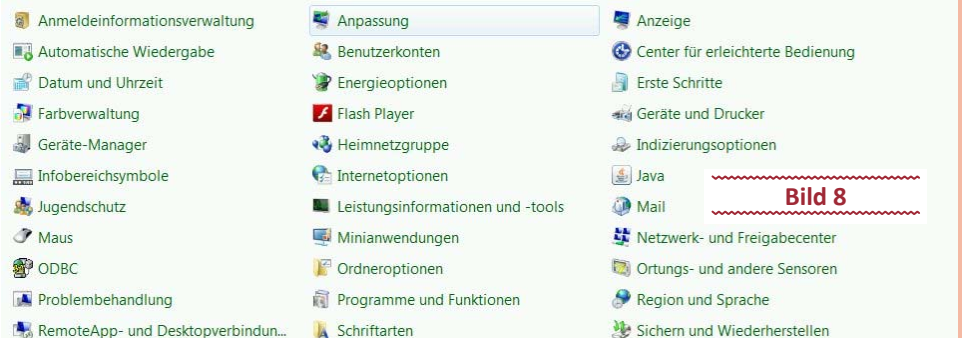 Anmeldeinformationsverwaltung
Anpassung
Anzeige
Automatische Wiedergabe
Benutzerkonten
Center für erleichterte Bedienung
Datum und Uhrzeit
Energieoptionen
Erste Schritte
Farbverwaltung
Flash Player
Geräte und Drucker
Geräte-Manager
Heimnetzgruppe
Indizierungsoptionen
Infobereichsymbole
Internetoptionen
Java
Bild 8
Jugendschutz
Leistungsinformationen und -tools
Mail
Maus
Minianwendungen
Netzwerk- und Freigabecenter
ODBC
Ordneroptionen
Ortungs- und andere Sensoren
Problembehandlung
Programme und Funktionen
Region und Sprache
RemoteApp- und Desktopverbindun...
Schriftarten
Sichern und Wiederherstellen